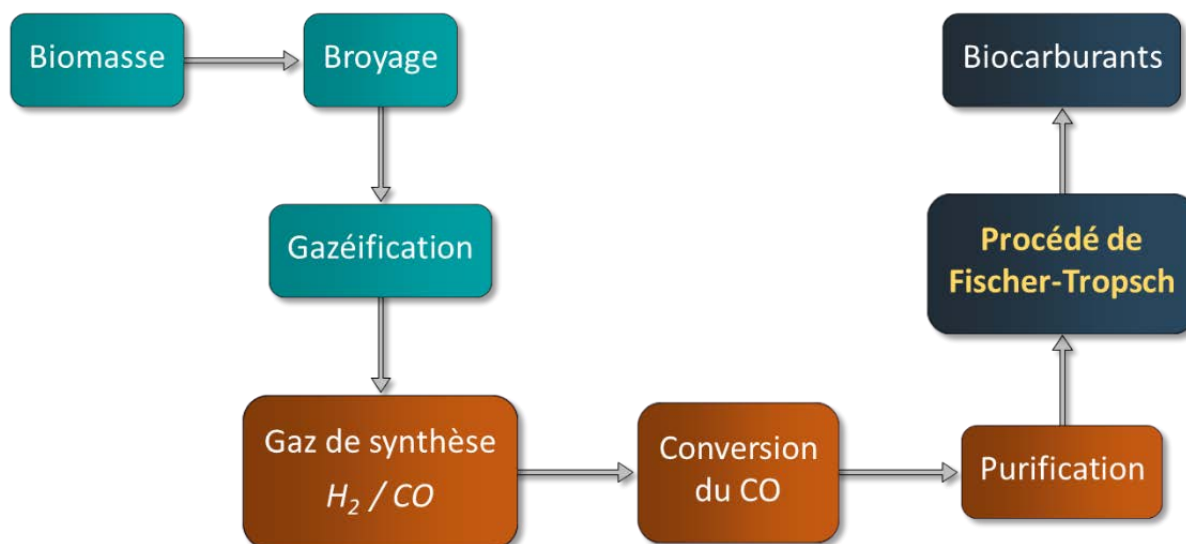 Biomasse
Broyage
Gazéification
Gaz de synthèse
H₂ / CO
Conversion
du CO
Purification
Procédé de
Fischer-Tropsch
Biocarburants